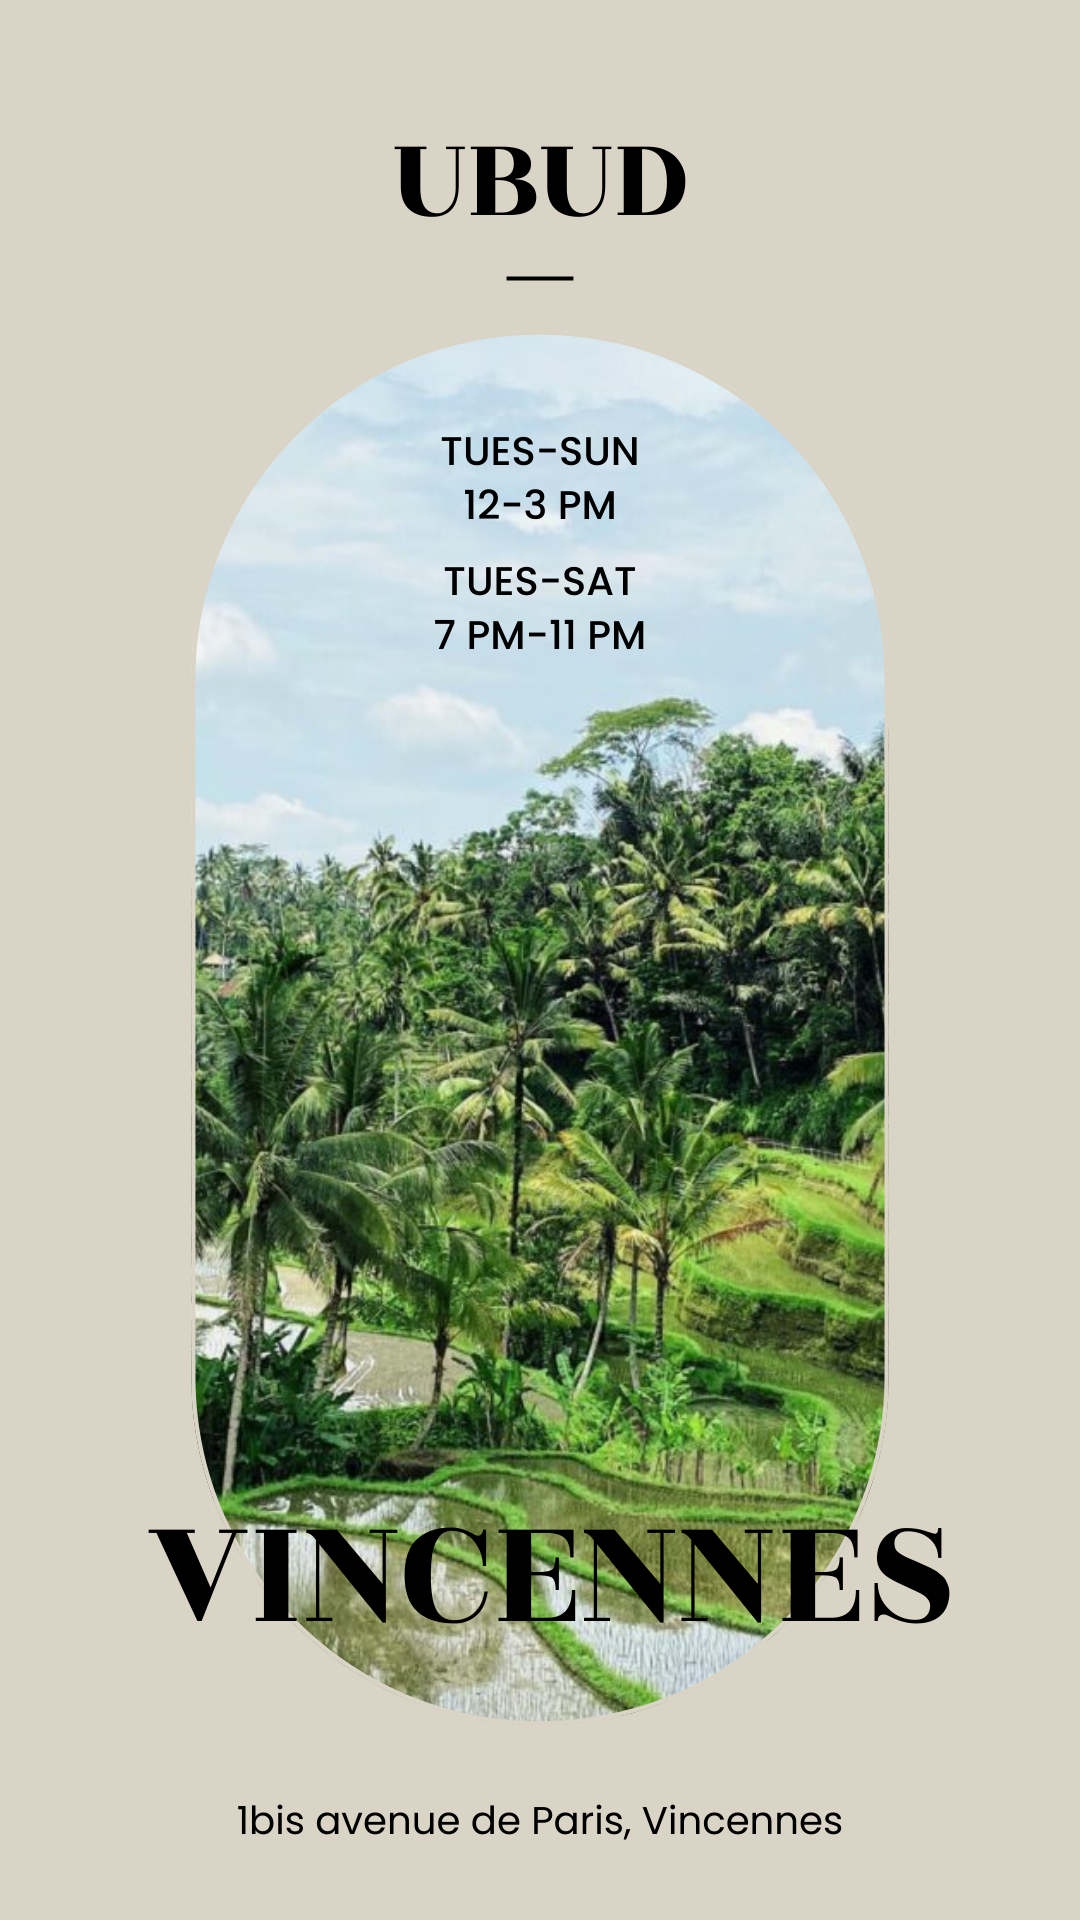 UBUD
TUES-SUN
12-3 PM
TUES-SAT
7 PM-11 PM
VINCENNES
1bis avenue de Paris, Vincennes